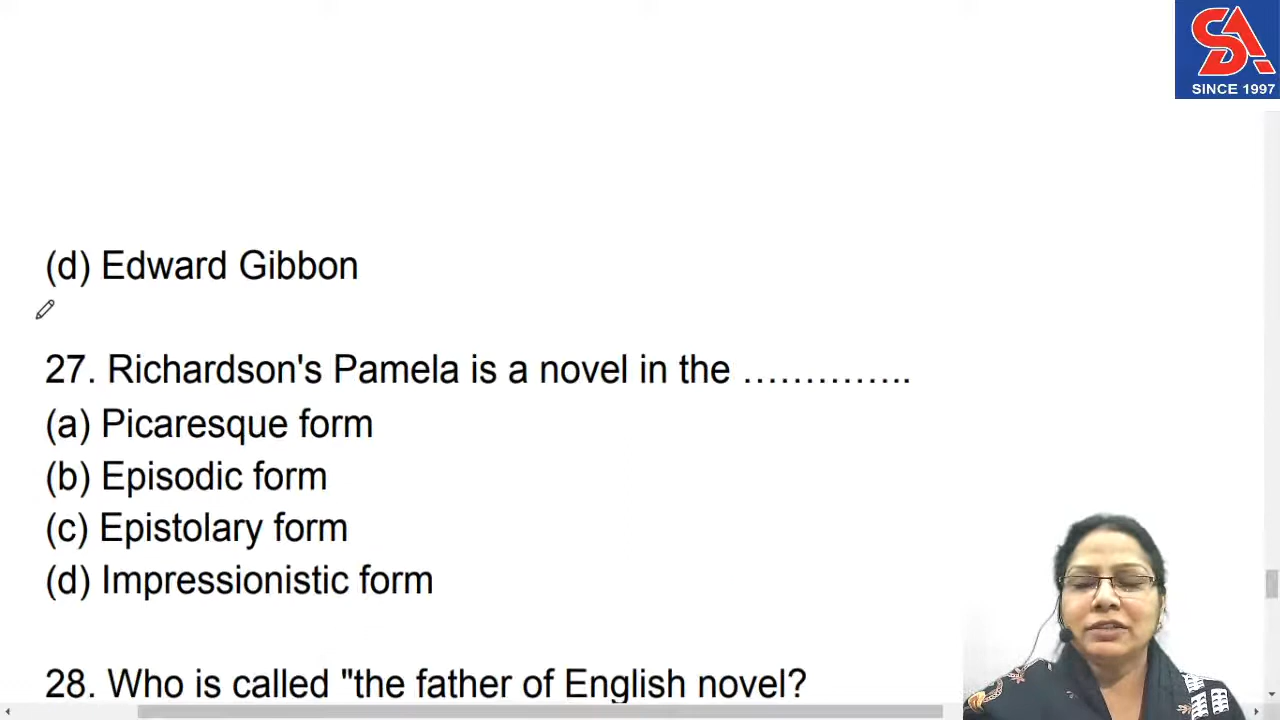 SA
SINCE 1997
(d) Edward Gibbon
27. Richardson's Pamela is a novel in the …………..
(a) Picaresque form
(b) Episodic form
(c) Epistolary form
(d) Impressionistic form
28. Who is called "the father of English novel?